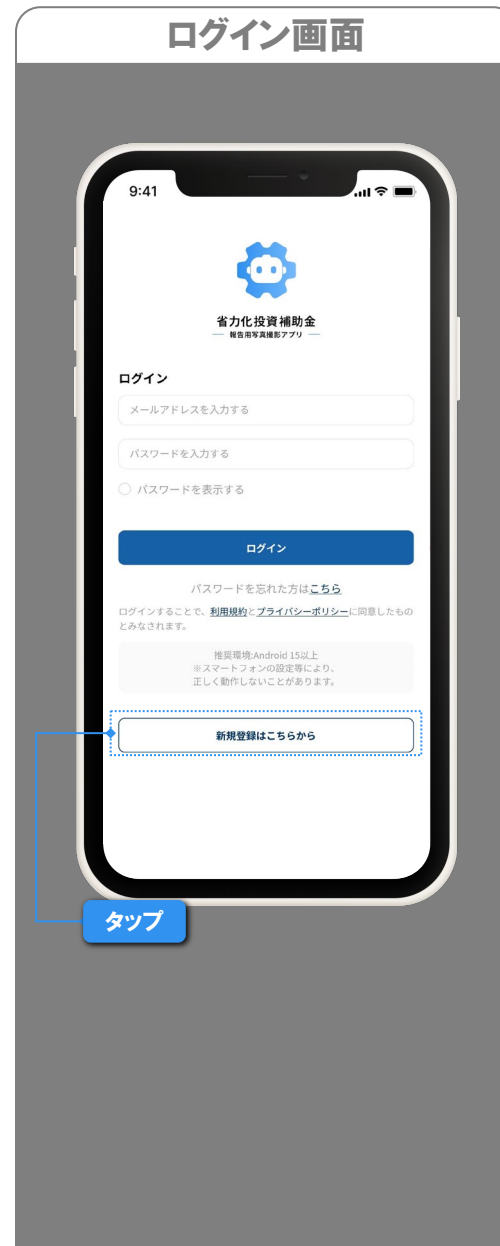 ログイン画面
9:41
省力化投資補助金
報告用写真撮影アプリ
ログイン
メールアドレスを入力する
パスワードを入力する
パスワードを表示する
ログイン
パスワードを忘れた方はこちら
ログインすることで、利用規約とプライバシーポリシーに同意したもの
とみなされます。
推奨環境:Android 15以上
※スマートフォンの設定等により、
正しく動作しないことがあります。
新規登録はこちらから
タップ